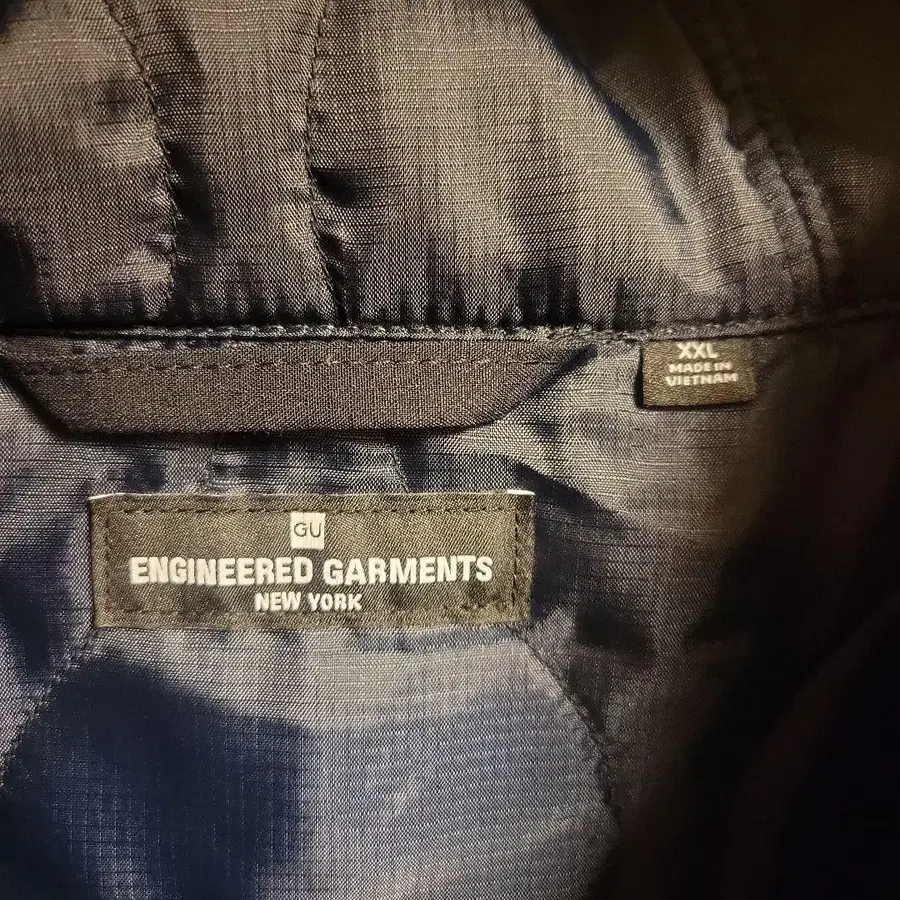 XXL
MADE IN
VIETNAM
GU
ENGINEERED GARMENTS
NEW YORK